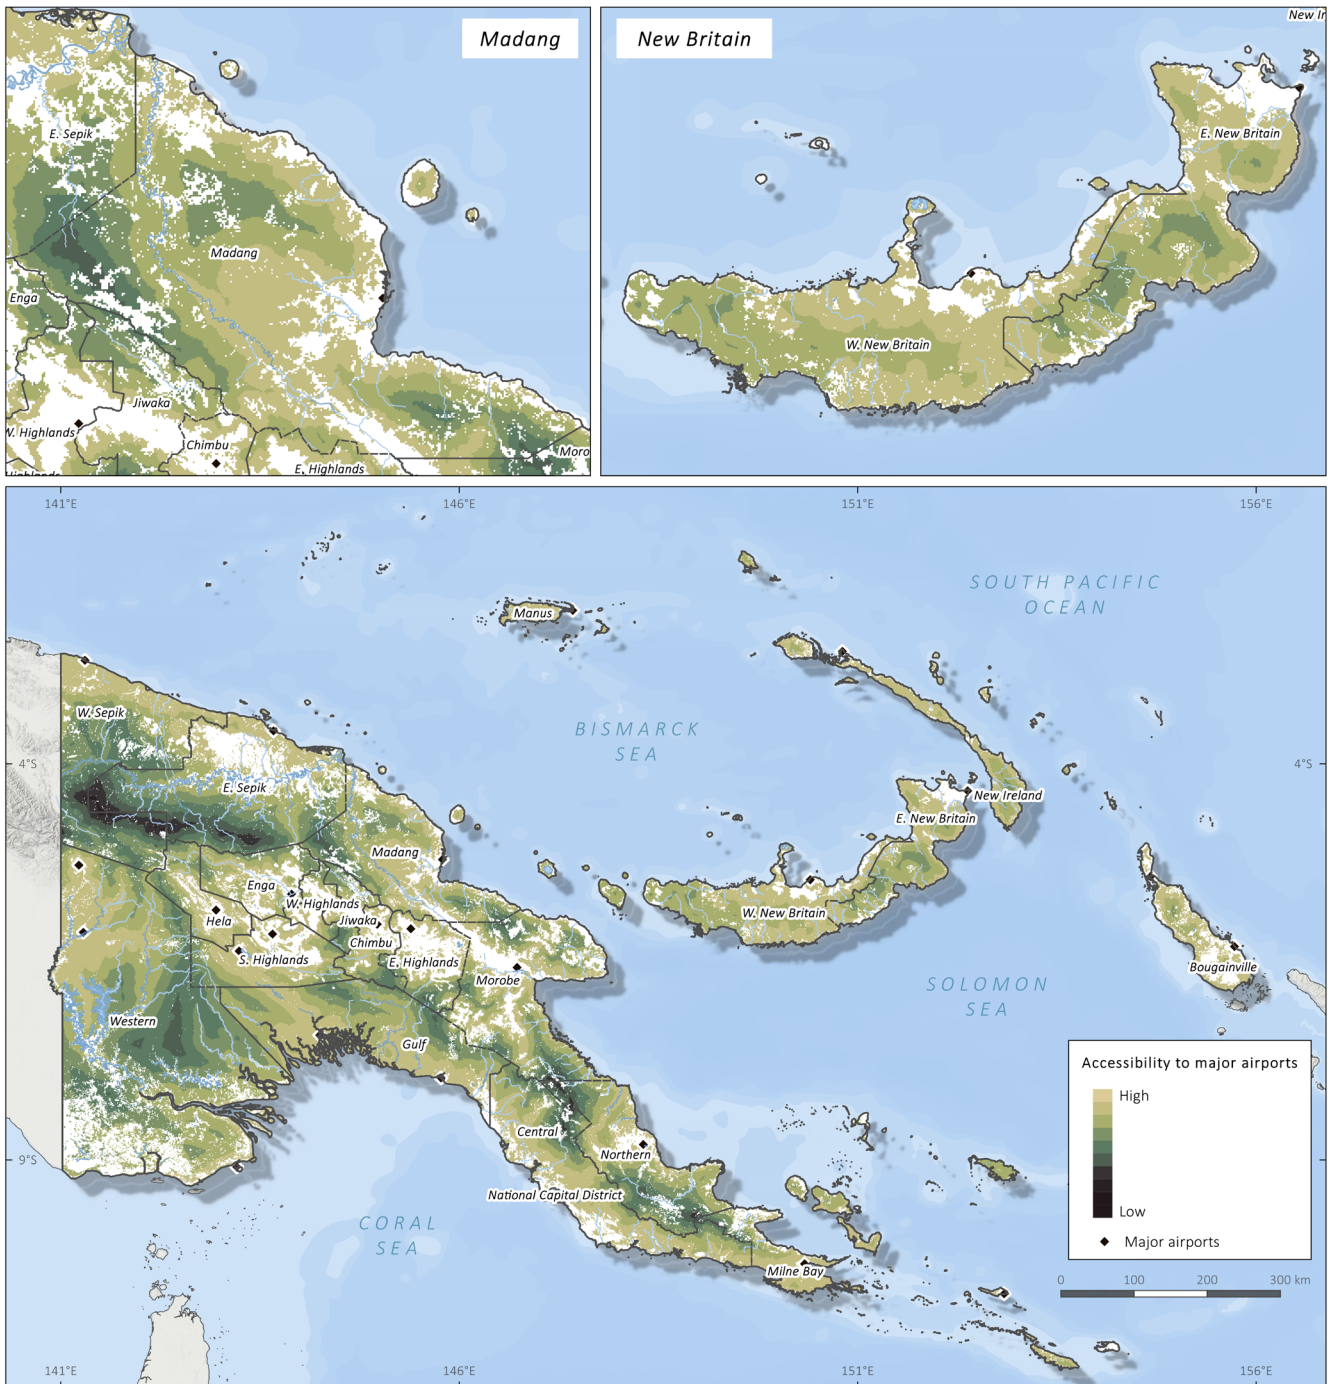 Madang
E. Sepik
Madang
Enga
Jiwaka
W. Highlands
Chimbu
E. Highlands
Highlands
Moro
New Britain
New Ir
E. New Britain
W. New Britain
141°E
146°E
151°E
156°E
SOUTH PACIFIC
OCEAN
Manus
W. Sepik
BISMARCK
SEA
4°S
4°S
E. Sepik
New Ireland
E. New Britain
Madang
Enga
W. Highlands
W. New Britain
Hela
Jiwaka
Chimbu
S. Highlands
E. Highlands
Morobe
Bougainville
SOLOMON
SEA
Western
Gulf
Accessibility to major airports
High
Low
Major airports
Central
Northern
9°S
National Capital District
CORAL
SEA
Milne Bay
0 100 200 300 km
141°E
146°E
151°E
156°E